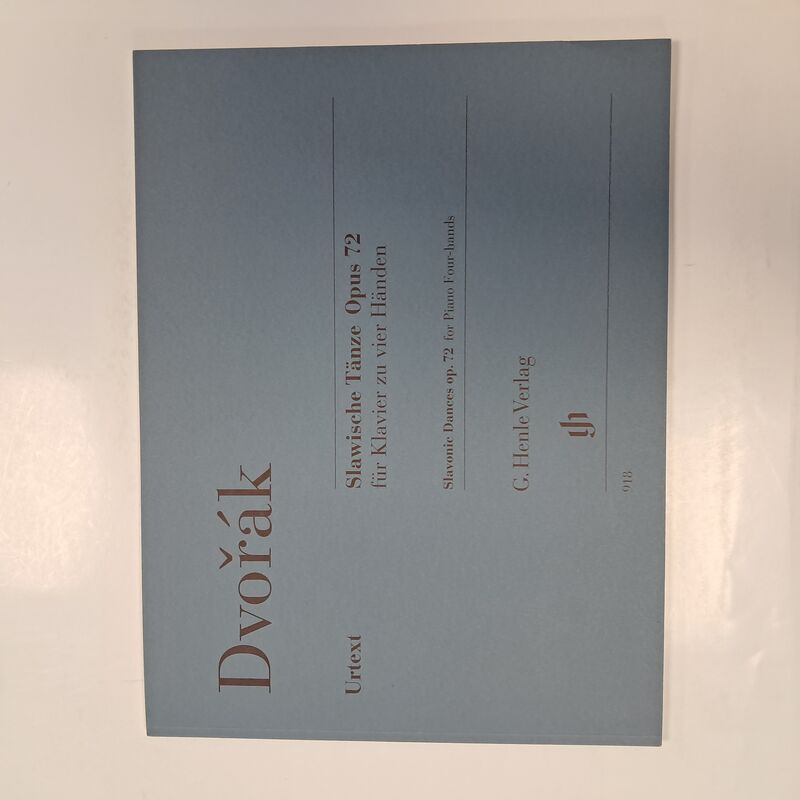 Dvořák
Urtext
Slawische Tänze Opus 72
für Klavier zu vier Händen
Slavonic Dances op. 72 for Piano Four-hands
G. Henle Verlag
918